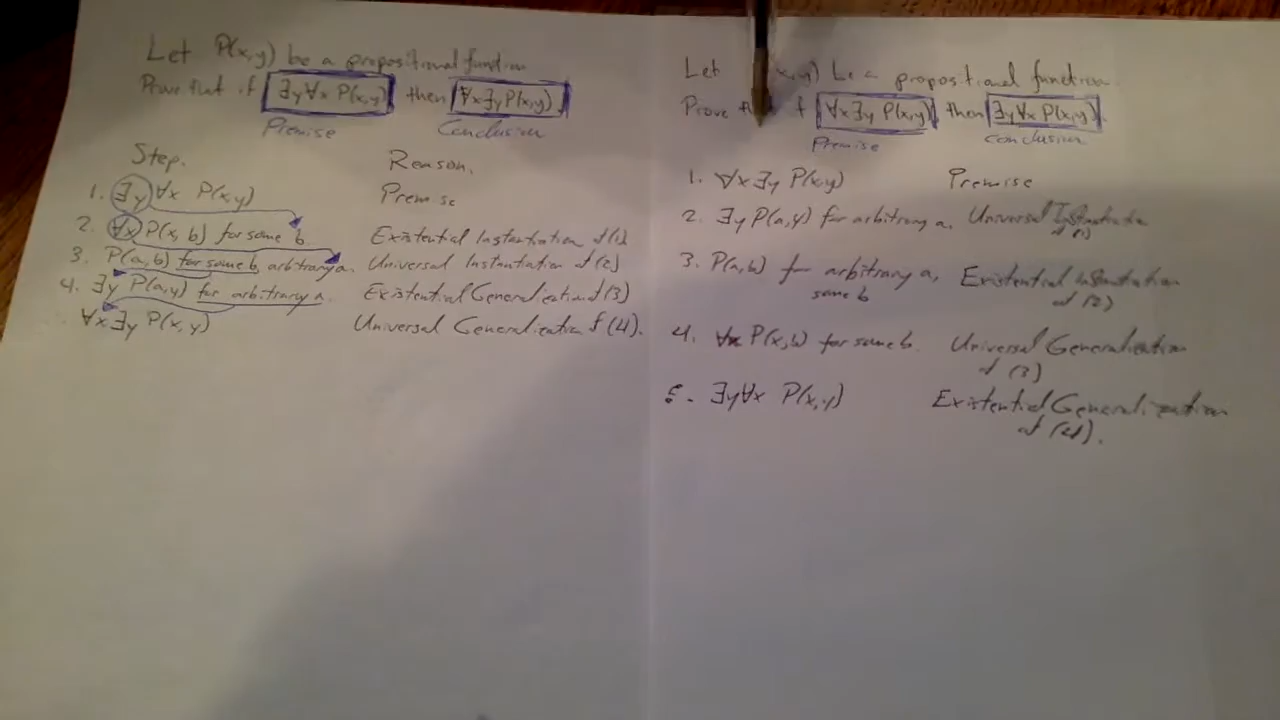 Let P(x,y) be a propositional function
Prove that if ∃y∀x P(x,y) then ∀x∃y P(x,y).
Premise Conclusion
Step. Reason.
1. ∃y ∀x P(x,y) Premise
2. ∀x P(x, b) for some b. Existential Instantiation of (1)
3. P(a, b) for some b, arbitrary a. Universal Instantiation of (2)
4. ∃y P(a,y) for arbitrary a. Existential Generalization of (3)
∀x ∃y P(x, y) Universal Generalization of (4).
Let x,y) be a propositional function
Prove if ∀x ∃y P(x,y) then ∃y ∀x P(x,y).
Premise Conclusion
1. ∀x ∃y P(x,y) Premise
2. ∃y P(a,y) for arbitrary a. Universal Instantiation
of (1)
3. P(a,b) for arbitrary a, Existential Instantiation
some b of (2)
4. ∀x P(x,b) for some b. Universal Generalization
of (3)
5. ∃y∀x P(x,y) Existential Generalization
of (4).